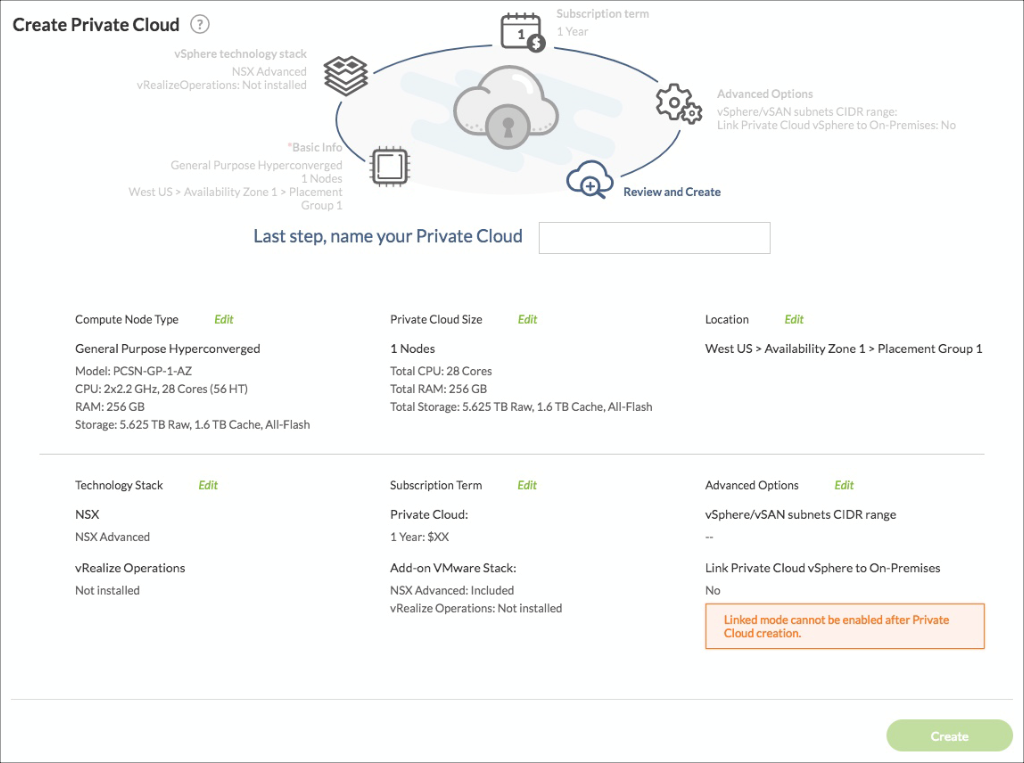 Create Private Cloud ?
Subscription term
1 Year
1 $
vSphere technology stack
NSX Advanced
vRealizeOperations: Not installed
Advanced Options
vSphere/vSAN subnets CIDR range:
Link Private Cloud vSphere to On-Premises: No
*Basic Info
General Purpose Hyperconverged
1 Nodes
West US > Availability Zone 1 > Placement
Group 1
Review and Create
Last step, name your Private Cloud
Compute Node Type Edit
General Purpose Hyperconverged
Model: PCSN-GP-1-AZ
CPU: 2x2.2 GHz, 28 Cores (56 HT)
RAM: 256 GB
Storage: 5.625 TB Raw, 1.6 TB Cache, All-Flash
Private Cloud Size Edit
1 Nodes
Total CPU: 28 Cores
Total RAM: 256 GB
Total Storage: 5.625 TB Raw, 1.6 TB Cache, All-Flash
Location Edit
West US > Availability Zone 1 > Placement Group 1
Technology Stack Edit
NSX
NSX Advanced
vRealize Operations
Not installed
Subscription Term Edit
Private Cloud:
1 Year: $XX
Add-on VMware Stack:
NSX Advanced: Included
vRealize Operations: Not installed
Advanced Options Edit
vSphere/vSAN subnets CIDR range
--
Link Private Cloud vSphere to On-Premises
No
Linked mode cannot be enabled after Private
Cloud creation.
Create